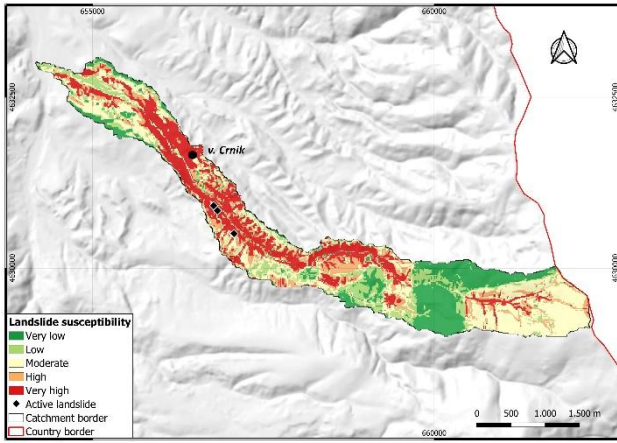 655000
660000
4632500
4632500
v. Crnik
4630000
4630000
Landslide susceptibility
Very low
Low
Moderate
High
Very high
Active landslide
Catchment border
Country border
0 500 1.000 1.500 m
660000